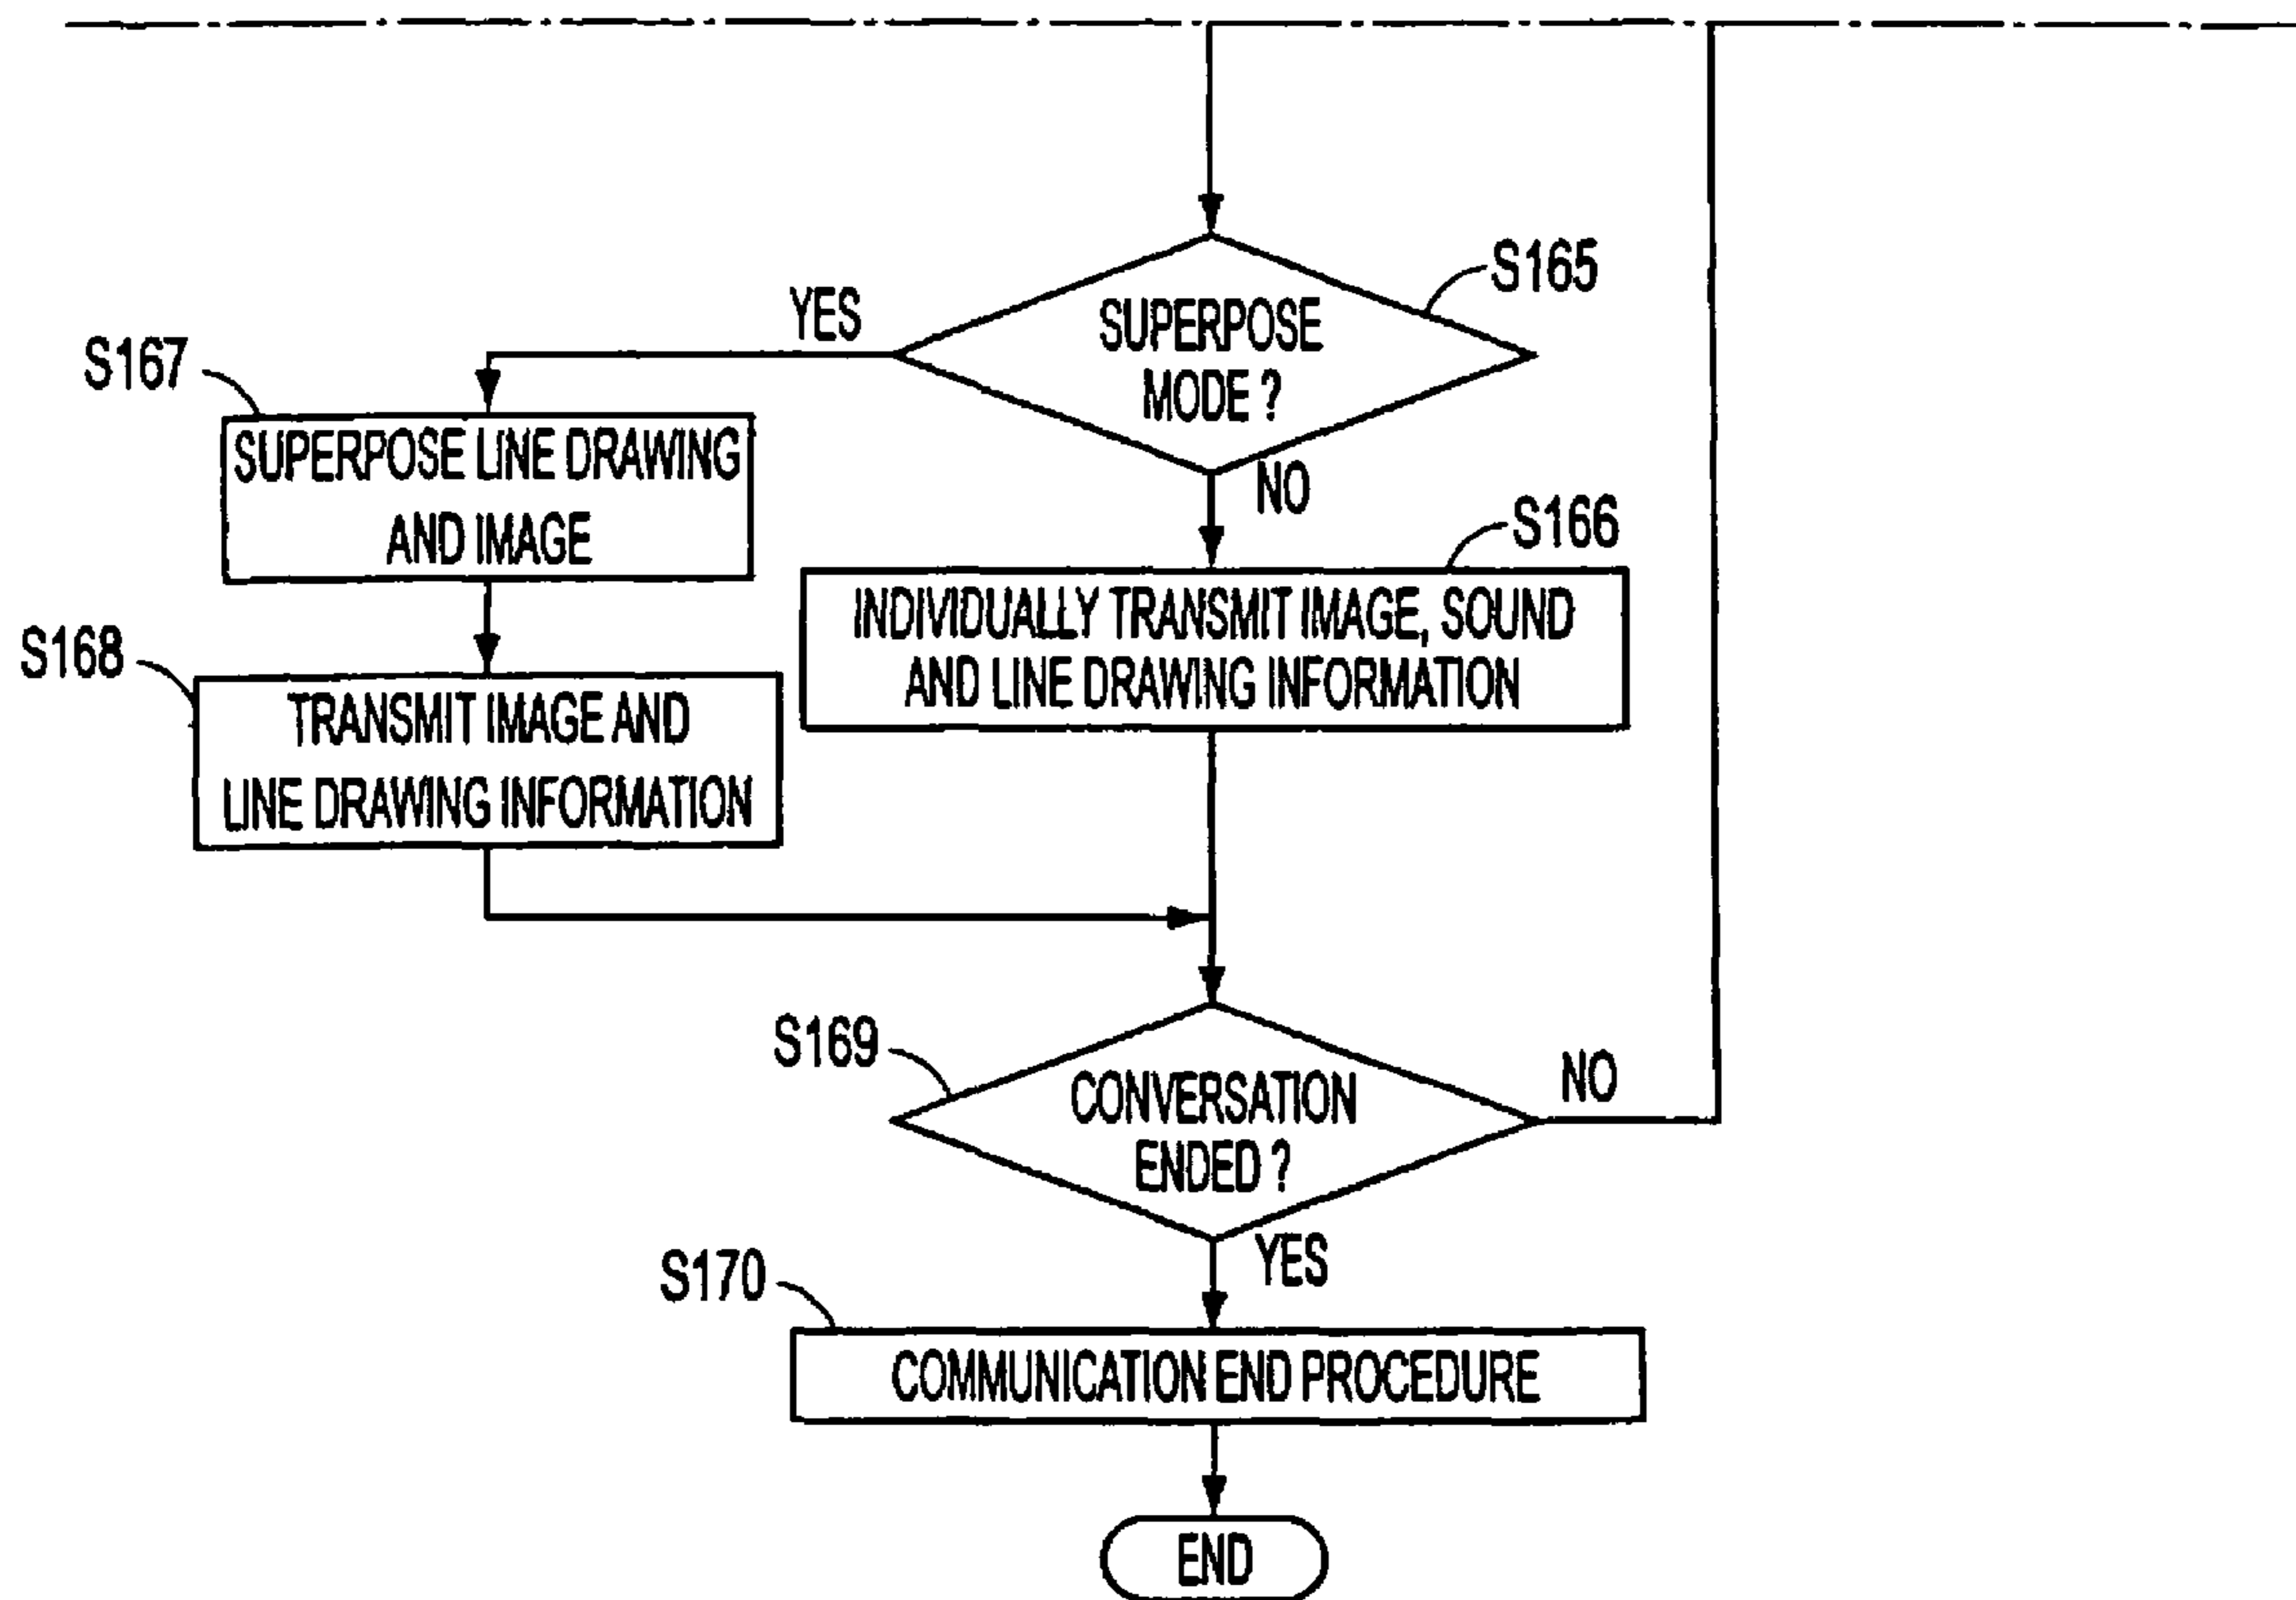 S165
SUPERPOSE
MODE ?
YES
NO
S167
SUPERPOSE LINE DRAWING
AND IMAGE
S166
INDIVIDUALLY TRANSMIT IMAGE, SOUND
AND LINE DRAWING INFORMATION
S168
TRANSMIT IMAGE AND
LINE DRAWING INFORMATION
S169
CONVERSATION
ENDED ?
NO
YES
S170
COMMUNICATION END PROCEDURE
END